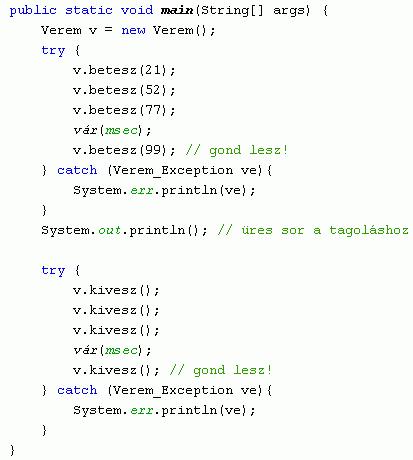 public static void main(String[] args) {
    Verem v = new Verem();
    try {
        v.betesz(21);
        v.betesz(52);
        v.betesz(77);
        vár(msec);
        v.betesz(99); // gond lesz!
    } catch (Verem_Exception ve){
        System.err.println(ve);
    }
    System.out.println(); // üres sor a tagoláshoz

    try {
        v.kivesz();
        v.kivesz();
        v.kivesz();
        vár(msec);
        v.kivesz(); // gond lesz!
    } catch (Verem_Exception ve){
        System.err.println(ve);
    }
}